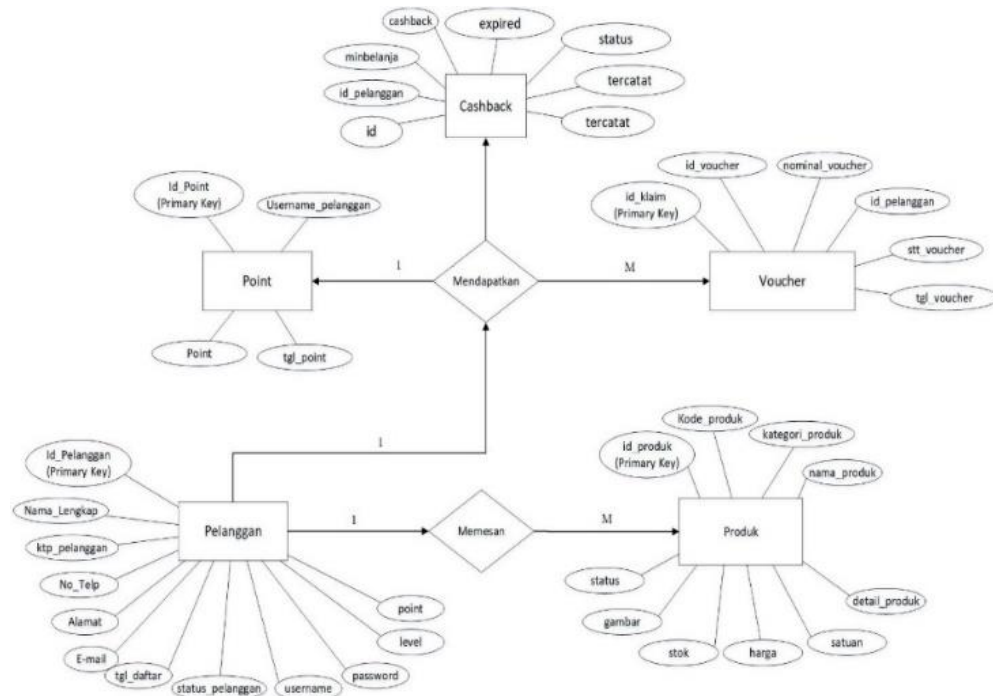 cashback
expired
status
minbelanja
id_pelanggan
tercatat
id
Cashback
tercatat
Id_Point
(Primary Key)
Username_pelanggan
id_voucher
nominal_voucher
id_klaim
(Primary Key)
id_pelanggan
stt_voucher
Point
1
Mendapatkan
M
Voucher
tgl_voucher
Point
tgl_point
1
Id_Pelanggan
(Primary Key)
Kode_produk
id_produk
(Primary Key)
kategori_produk
nama_produk
Nama_Lengkap
Pelanggan
1
Memesan
M
Produk
ktp_pelanggan
No_Telp
status
Alamat
point
gambar
detail_produk
E-mail
level
stok
harga
satuan
tgl_daftar
status_pelanggan
username
password